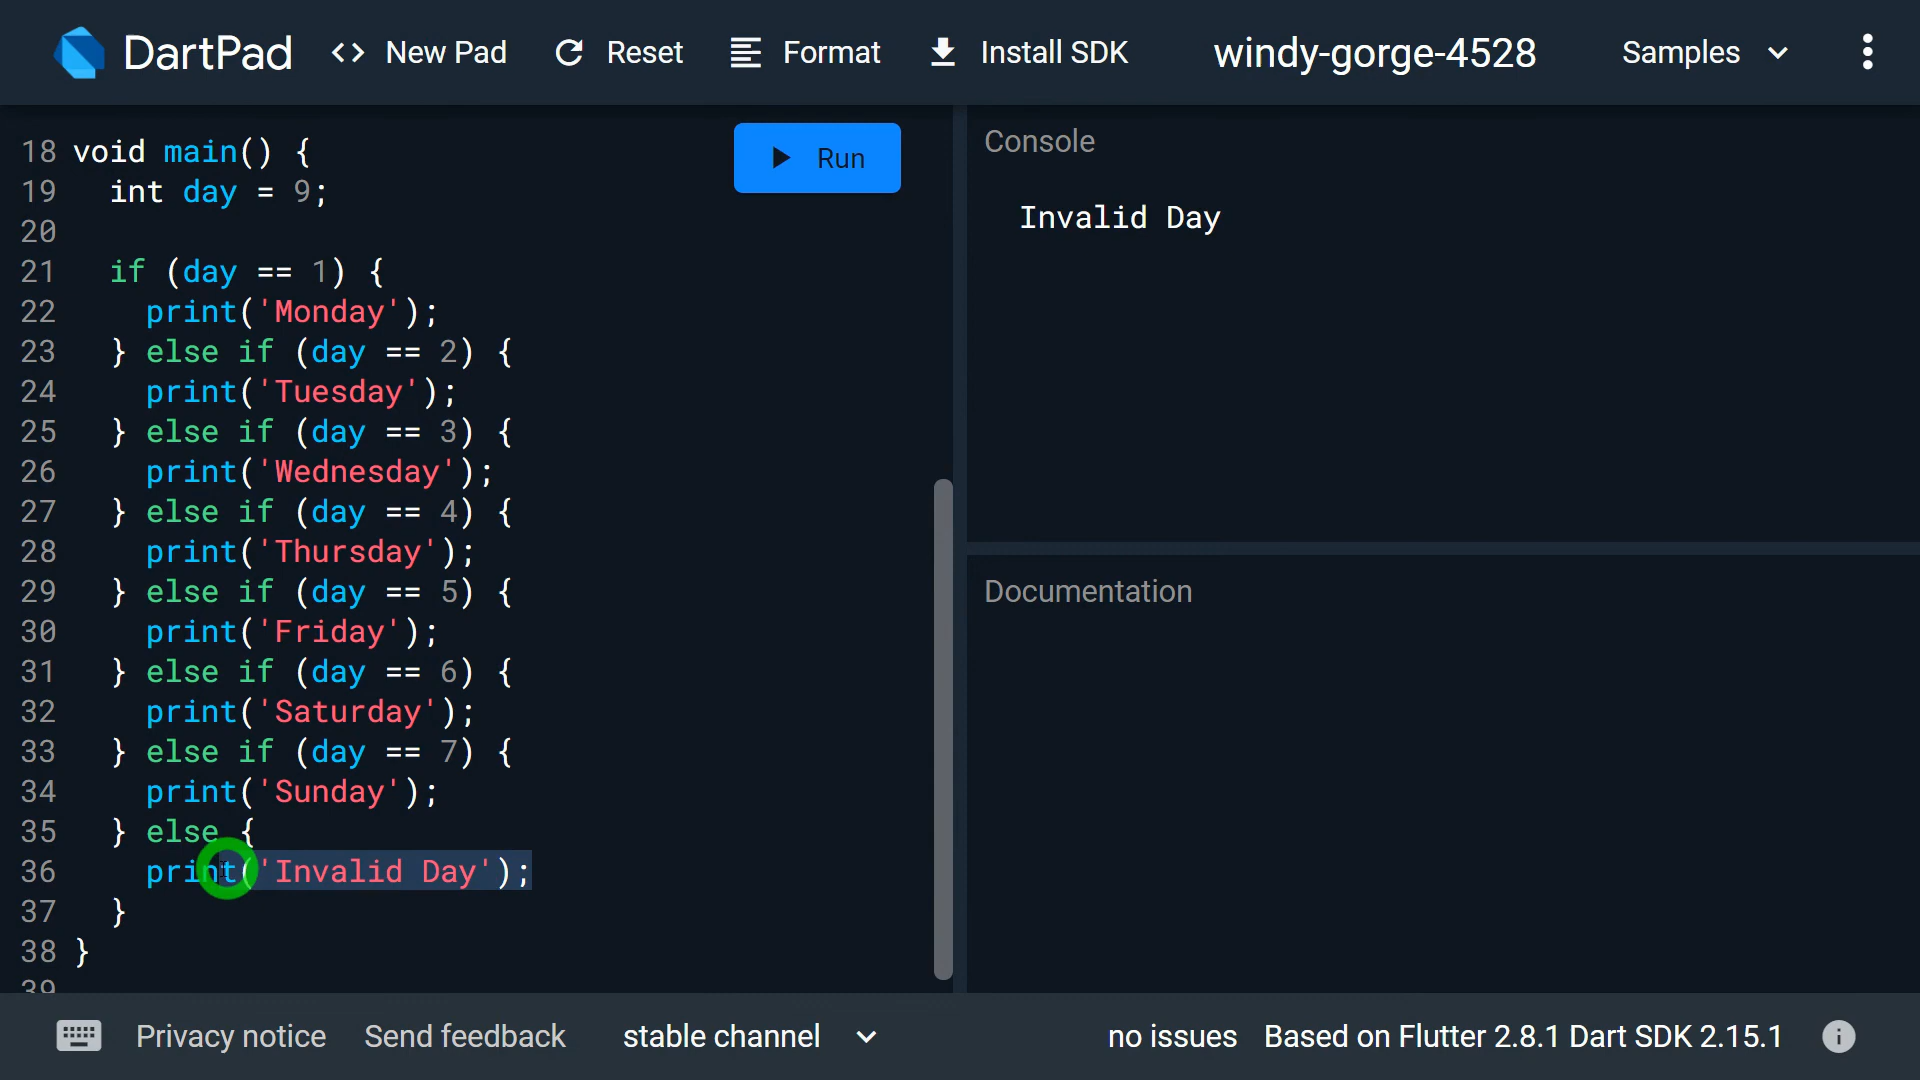 DartPad <> New Pad Reset Format Install SDK windy-gorge-4528 Samples
18 void main() {
19 int day = 9;
20
21 if (day == 1) {
22 print('Monday');
23 } else if (day == 2) {
24 print('Tuesday');
25 } else if (day == 3) {
26 print('Wednesday');
27 } else if (day == 4) {
28 print('Thursday');
29 } else if (day == 5) {
30 print('Friday');
31 } else if (day == 6) {
32 print('Saturday');
33 } else if (day == 7) {
34 print('Sunday');
35 } else {
36 print('Invalid Day');
37 }
38 }
39
Run
Console
Invalid Day
Documentation
Privacy notice Send feedback stable channel no issues Based on Flutter 2.8.1 Dart SDK 2.15.1